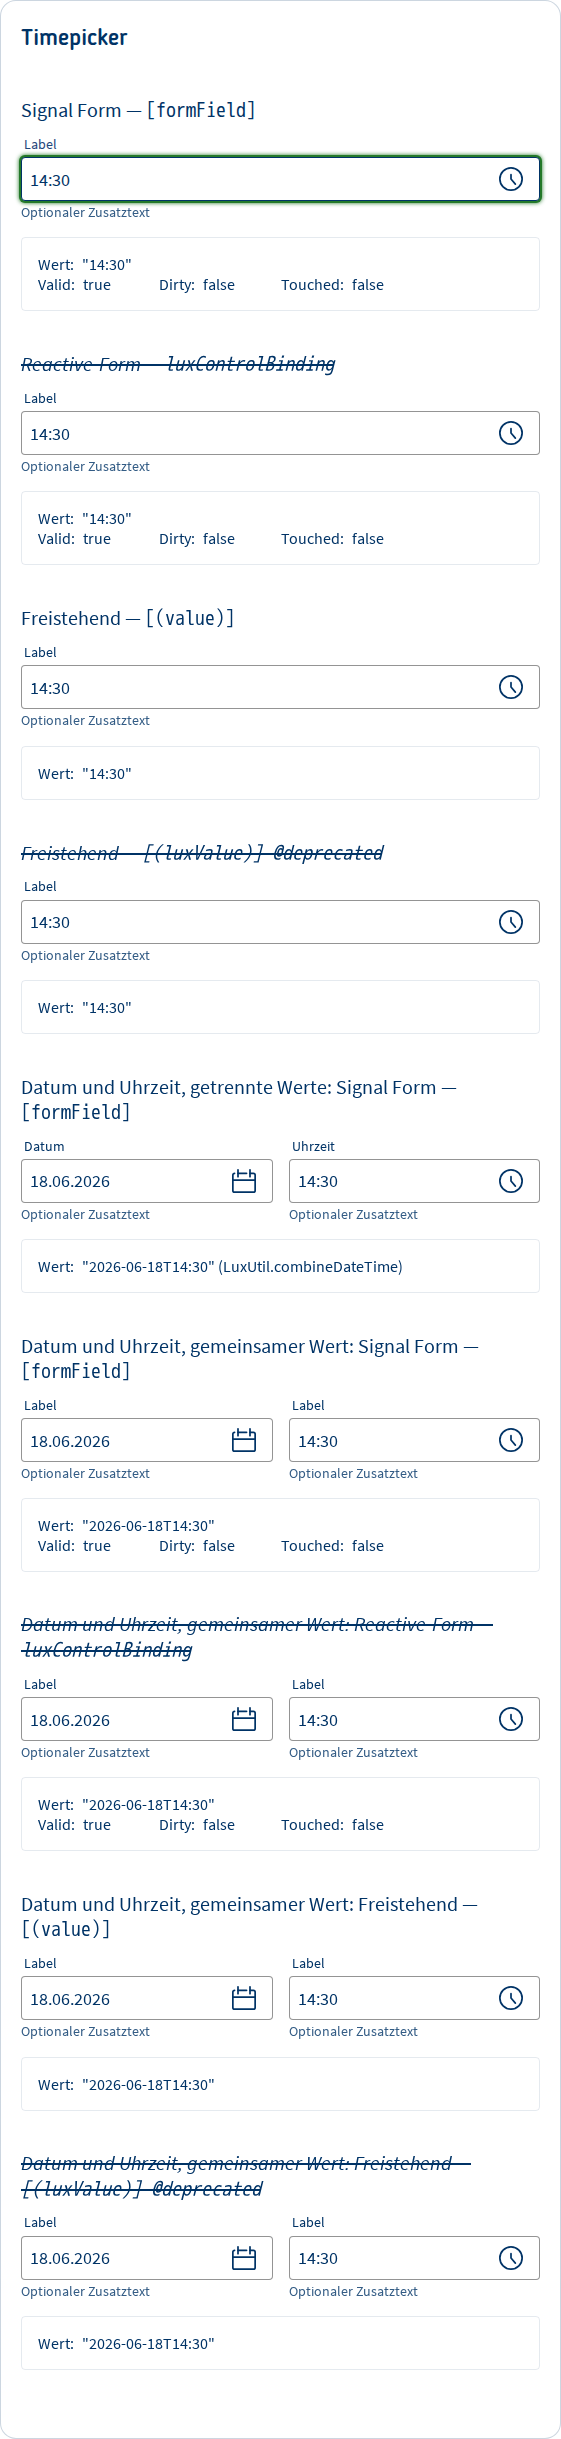 Timepicker
Signal Form — [formField]
Label
14:30
Optionaler Zusatztext
Wert: "14:30"
Valid: true Dirty: false Touched: false
Reactive Form — luxControlBinding
Label
14:30
Optionaler Zusatztext
Wert: "14:30"
Valid: true Dirty: false Touched: false
Freistehend — [(value)]
Label
14:30
Optionaler Zusatztext
Wert: "14:30"
Freistehend — [(luxValue)] @deprecated
Label
14:30
Optionaler Zusatztext
Wert: "14:30"
Datum und Uhrzeit, getrennte Werte: Signal Form —
[formField]
Datum Uhrzeit
18.06.2026 14:30
Optionaler Zusatztext Optionaler Zusatztext
Wert: "2026-06-18T14:30" (LuxUtil.combineDateTime)
Datum und Uhrzeit, gemeinsamer Wert: Signal Form —
[formField]
Label Label
18.06.2026 14:30
Optionaler Zusatztext Optionaler Zusatztext
Wert: "2026-06-18T14:30"
Valid: true Dirty: false Touched: false
Datum und Uhrzeit, gemeinsamer Wert: Reactive Form —
luxControlBinding
Label Label
18.06.2026 14:30
Optionaler Zusatztext Optionaler Zusatztext
Wert: "2026-06-18T14:30"
Valid: true Dirty: false Touched: false
Datum und Uhrzeit, gemeinsamer Wert: Freistehend —
[(value)]
Label Label
18.06.2026 14:30
Optionaler Zusatztext Optionaler Zusatztext
Wert: "2026-06-18T14:30"
Datum und Uhrzeit, gemeinsamer Wert: Freistehend —
[(luxValue)] @deprecated
Label Label
18.06.2026 14:30
Optionaler Zusatztext Optionaler Zusatztext
Wert: "2026-06-18T14:30"